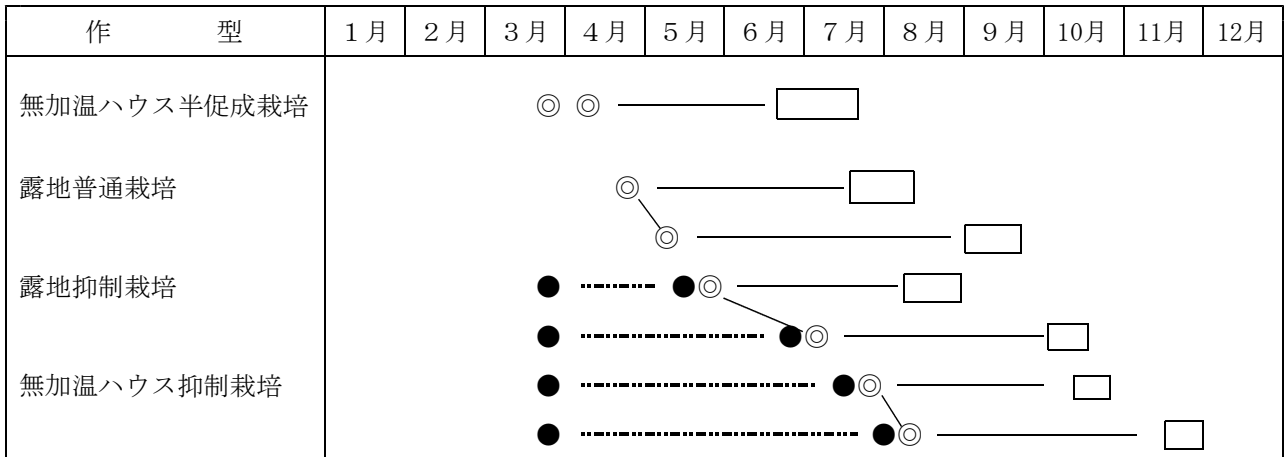 作 型 1月 2月 3月 4月 5月 6月 7月 8月 9月 10月 11月 12月
無加温ハウス半促成栽培
露地普通栽培
露地抑制栽培
無加温ハウス抑制栽培